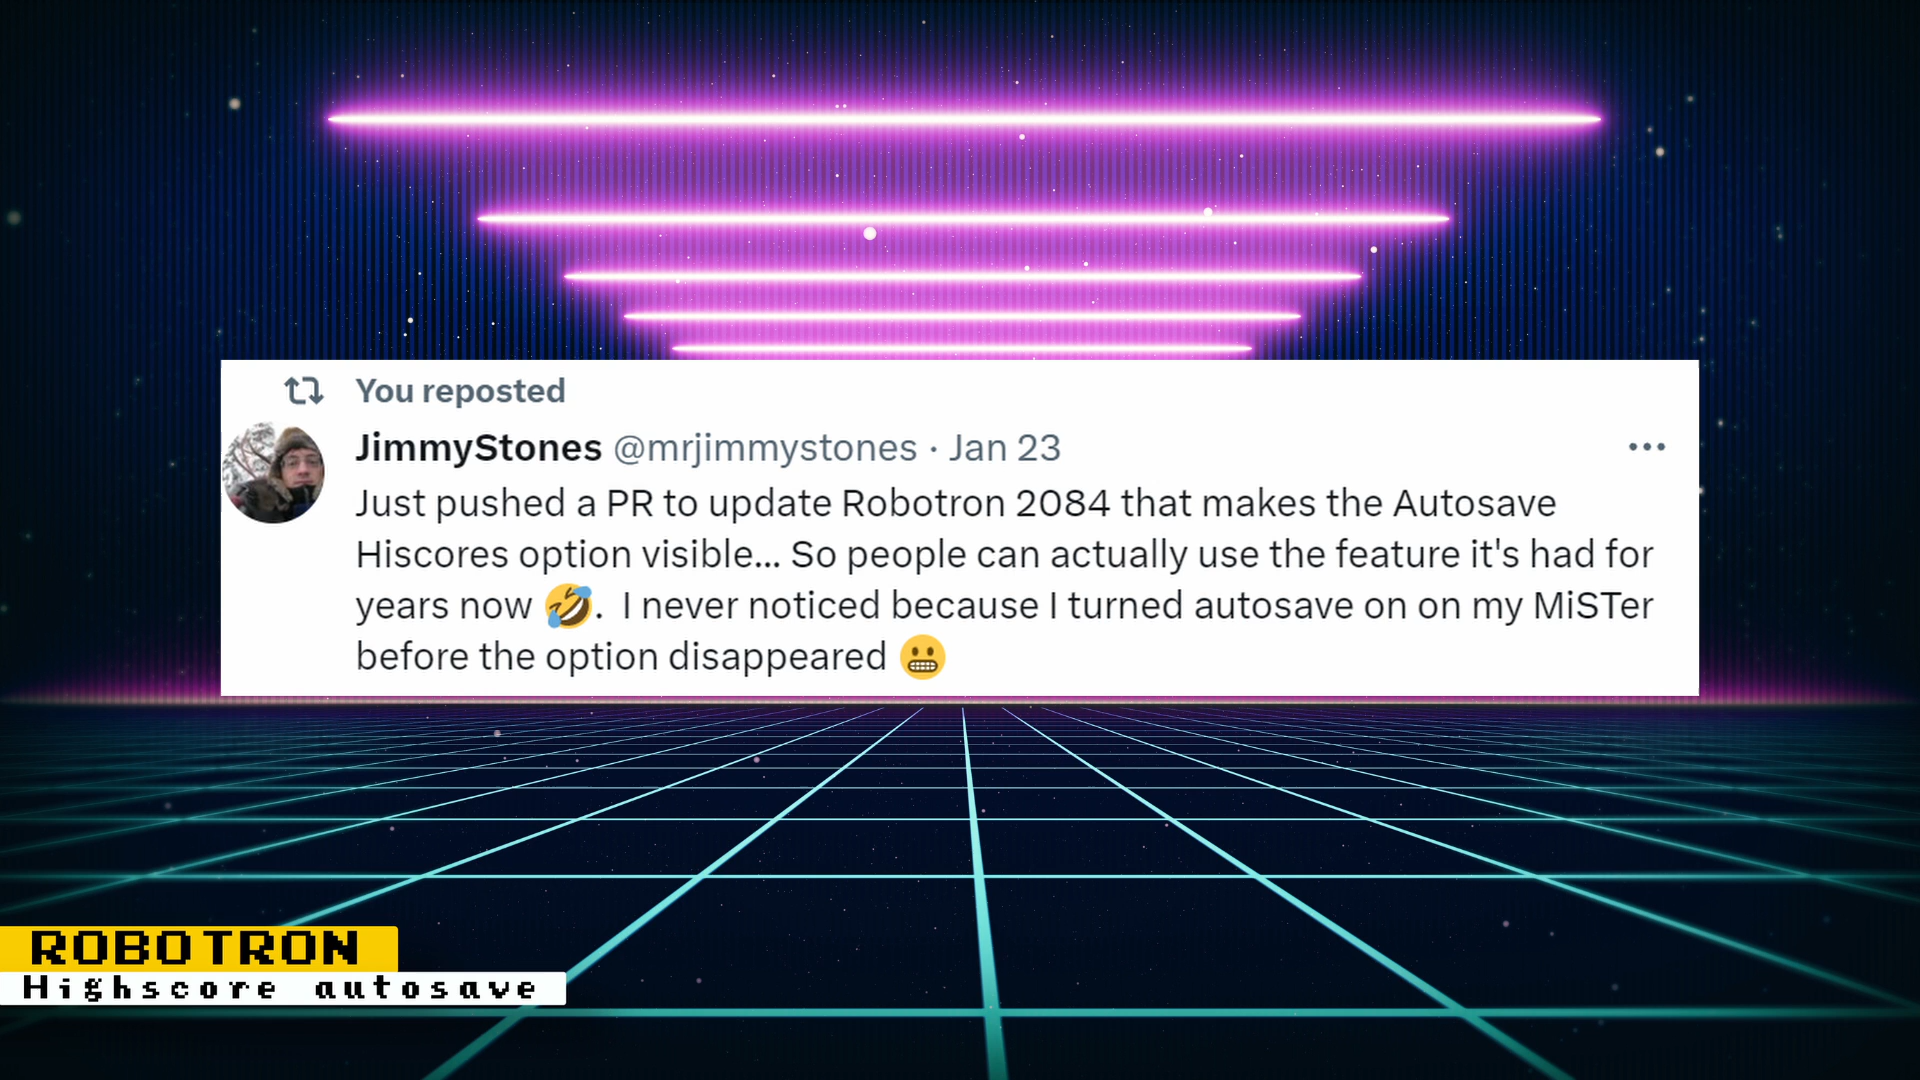 You reposted
JimmyStones @mrjimmystones · Jan 23
Just pushed a PR to update Robotron 2084 that makes the Autosave
Hiscores option visible... So people can actually use the feature it's had for
years now 🤣.  I never noticed because I turned autosave on on my MiSTer
before the option disappeared 😬
ROBOTRON
Highscore autosave